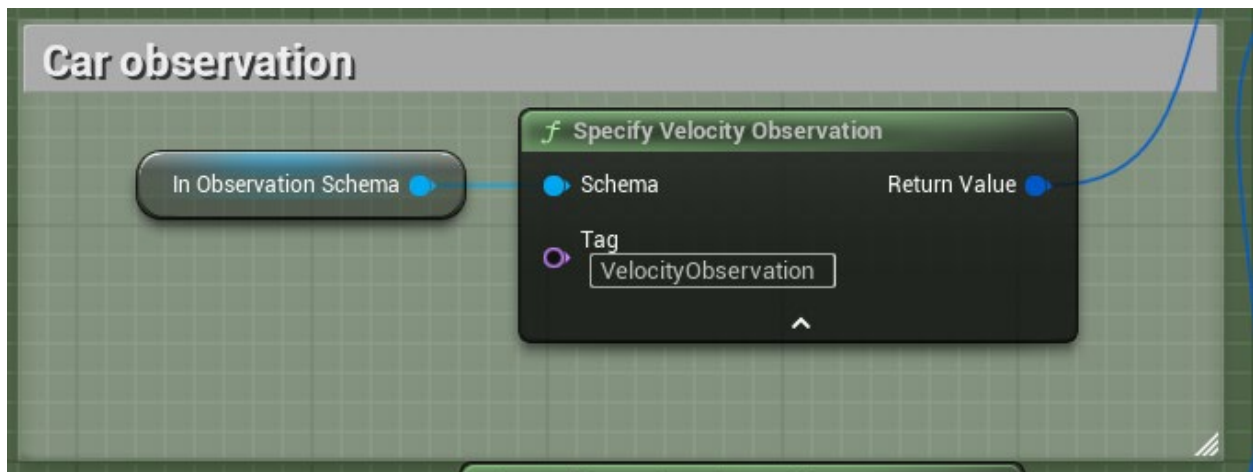 Car observation
f Specify Velocity Observation
In Observation Schema
Schema
Return Value
Tag
VelocityObservation